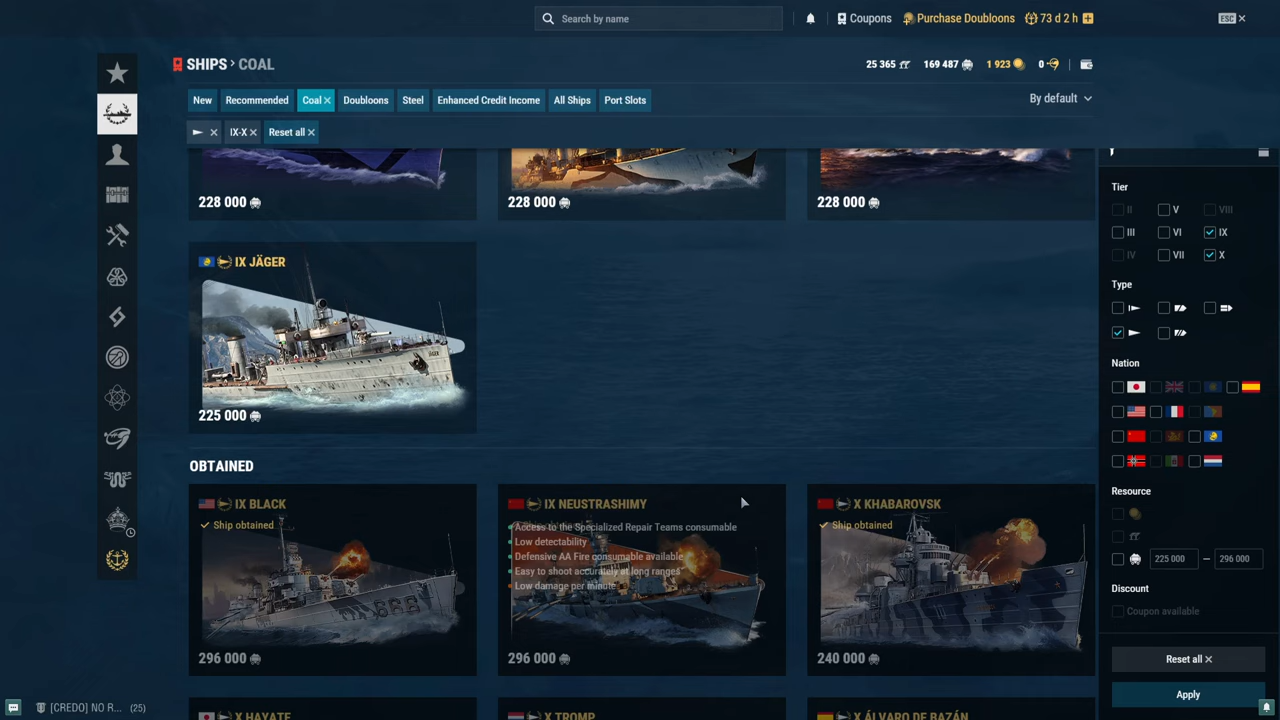 Search by name
Coupons
Purchase Doubloons
73 d 2 h
ESC
SHIPS > COAL
25 365
169 487
1 923
0
New
Recommended
Coal
Doubloons
Steel
Enhanced Credit Income
All Ships
Port Slots
By default
IX-X
Reset all
228 000
228 000
228 000
IX JÄGER
225 000
OBTAINED
IX BLACK
Ship obtained
296 000
IX NEUSTRASHIMY
Access to the Specialized Repair Teams consumable
Low detectability
Defensive AA Fire consumable available
Easy to shoot accurately at long ranges
Low damage per minute
296 000
X KHABAROVSK
Ship obtained
240 000
X HAYATE
X TROMP
X ÁLVARO DE BAZÁN
Tier
II
V
VIII
III
VI
IX
IV
VII
X
Type
Nation
Resource
225 000 — 296 000
Discount
Coupon available
Reset all
Apply
[CREDO] NO R... (25)